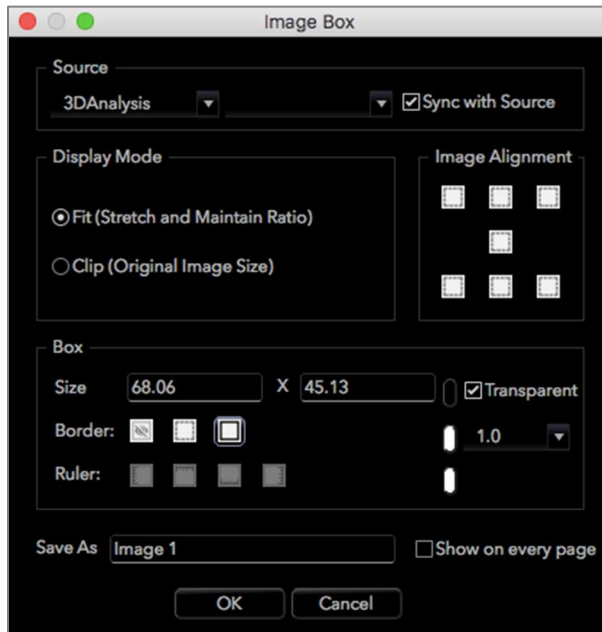 Image Box
Source
3DAnalysis
Sync with Source
Display Mode
Image Alignment
Fit (Stretch and Maintain Ratio)
Clip (Original Image Size)
Box
Size 68.06 X 45.13 Transparent
Border: 1.0
Ruler:
Save As Image 1 Show on every page
OK Cancel